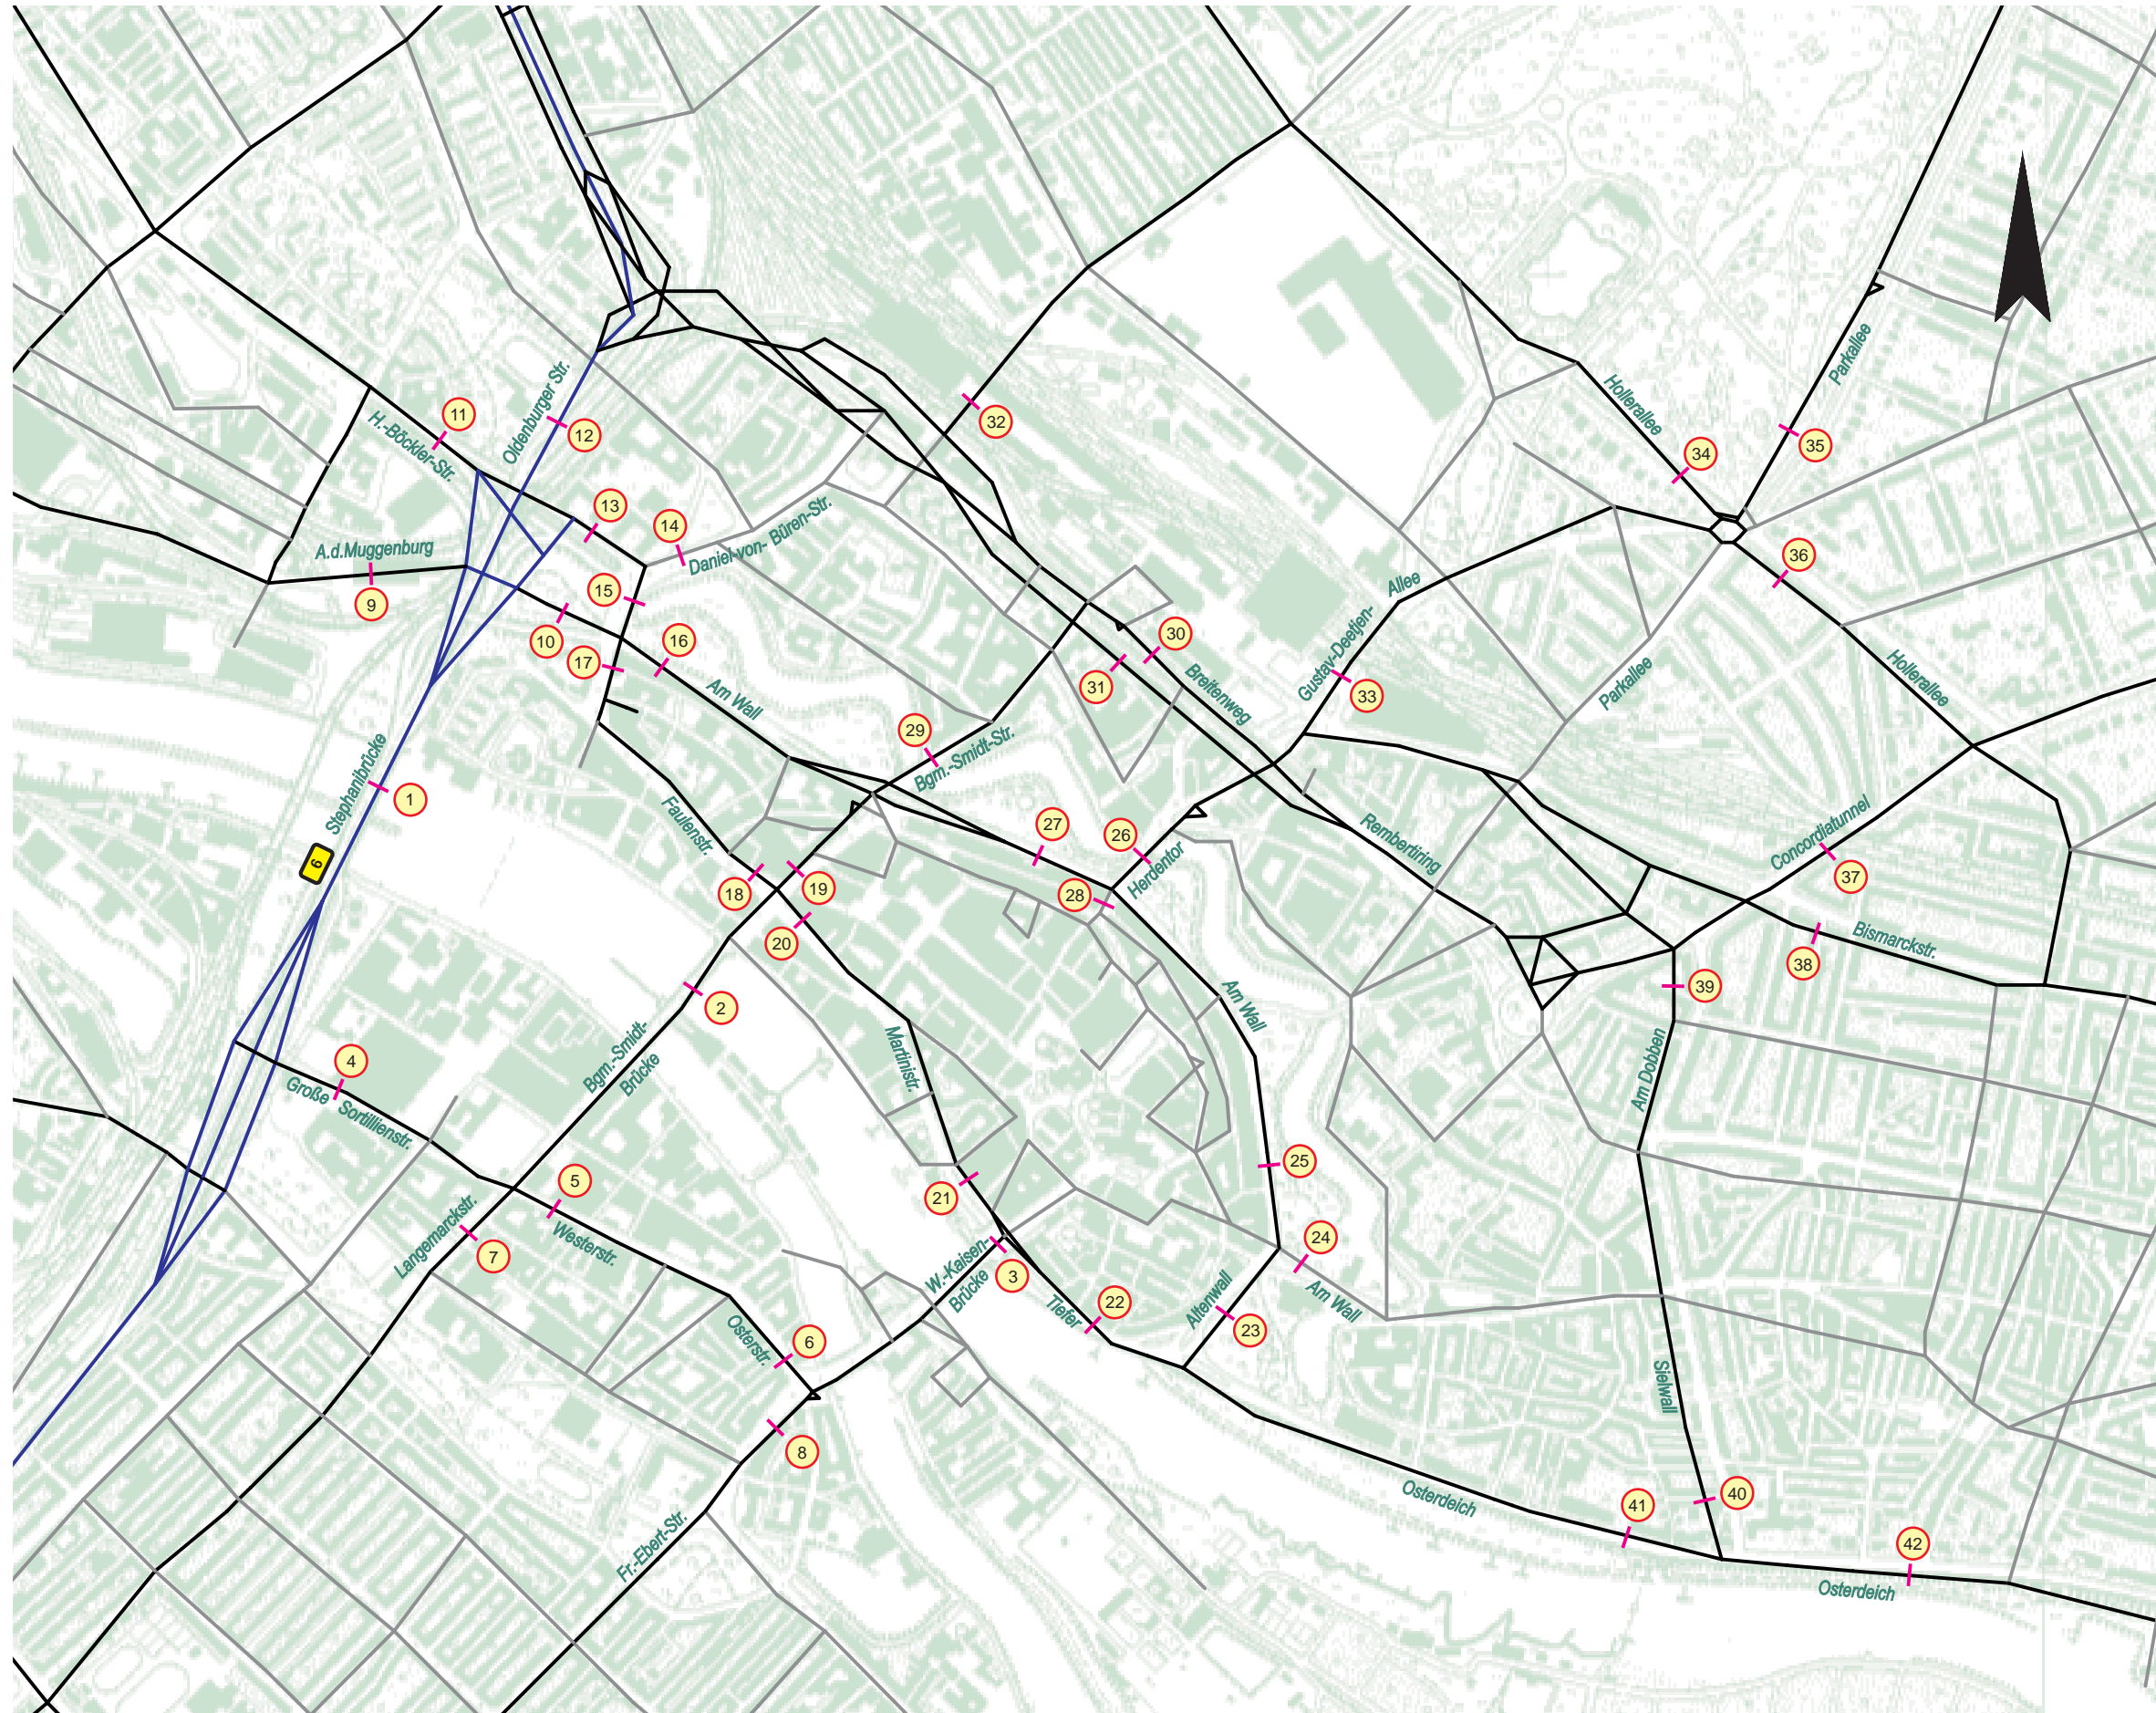 32
35
Parkallee
Hollerallee
34
11
H.-Böckler-Str.
Oldenburger Str.
12
13
14
Daniel-von- Büren-Str.
36
A.d.Muggenburg
9
15
10
16
17
Gustav-Deetjen-
Allee
30
31
33
Breitenweg
Parkallee
Hollerallee
Am Wall
29
Bgm.-Smidt-Str.
Stephanibrücke
1
6
Faulenstr.
27
26
Herdentor
Rembertiring
Concordiatunnel
37
18
19
28
20
38
Bismarckstr.
39
2
Am Wall
4
Große Sortillienstr.
Bgm.-Smidt-
Brücke
Martinistr.
Am Dobben
5
25
21
Langemarckstr.
7
Westerstr.
W.-Kaisen-
Brücke
3
24
Am Wall
Tiefer
22
Altenwall
23
Osterstr.
6
Sielwall
8
Osterdeich
41
40
Fr.-Ebert-Str.
42
Osterdeich